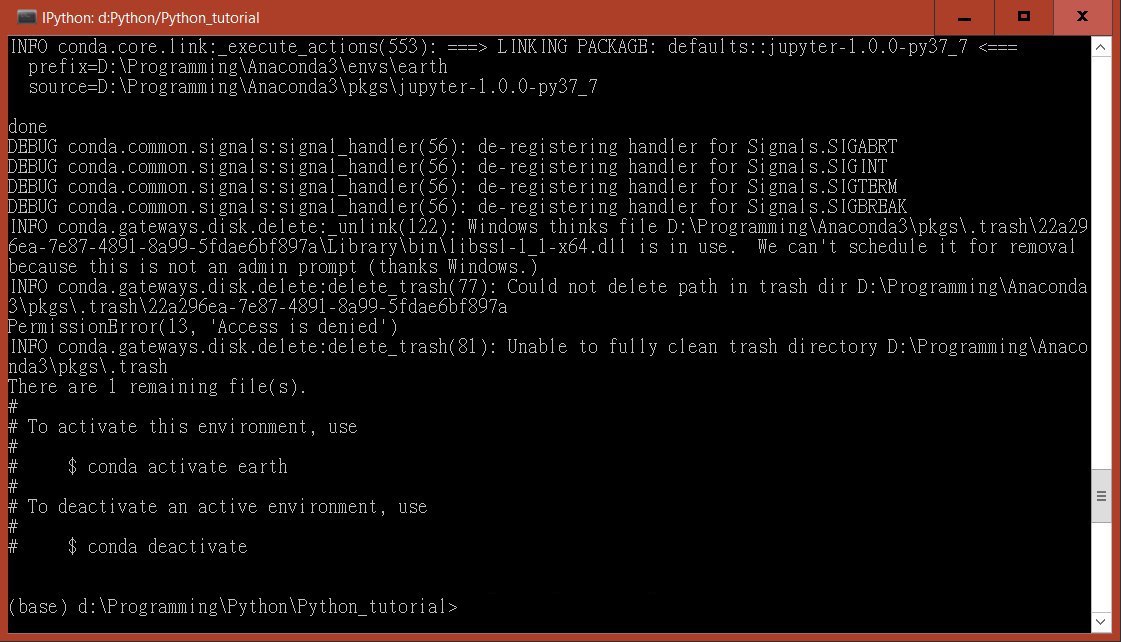 IPython: d:Python/Python_tutorial
INFO conda.core.link:_execute_actions(553): ===> LINKING PACKAGE: defaults::jupyter-1.0.0-py37_7 <===
  prefix=D:\Programming\Anaconda3\envs\earth
  source=D:\Programming\Anaconda3\pkgs\jupyter-1.0.0-py37_7
done
DEBUG conda.common.signals:signal_handler(56): de-registering handler for Signals.SIGABRT
DEBUG conda.common.signals:signal_handler(56): de-registering handler for Signals.SIGINT
DEBUG conda.common.signals:signal_handler(56): de-registering handler for Signals.SIGTERM
DEBUG conda.common.signals:signal_handler(56): de-registering handler for Signals.SIGBREAK
INFO conda.gateways.disk.delete:_unlink(122): Windows thinks file D:\Programming\Anaconda3\pkgs\.trash\22a29
6ea-7e87-4891-8a99-5fdae6bf897a\Library\bin\libssl-1_1-x64.dll is in use.  We can't schedule it for removal
because this is not an admin prompt (thanks Windows.)
INFO conda.gateways.disk.delete:delete_trash(77): Could not delete path in trash dir D:\Programming\Anaconda
3\pkgs\.trash\22a296ea-7e87-4891-8a99-5fdae6bf897a
PermissionError(13, 'Access is denied')
INFO conda.gateways.disk.delete:delete_trash(81): Unable to fully clean trash directory D:\Programming\Anaco
nda3\pkgs\.trash
There are 1 remaining file(s).
#
# To activate this environment, use
#
#     $ conda activate earth
#
# To deactivate an active environment, use
#
#     $ conda deactivate
(base) d:\Programming\Python\Python_tutorial>